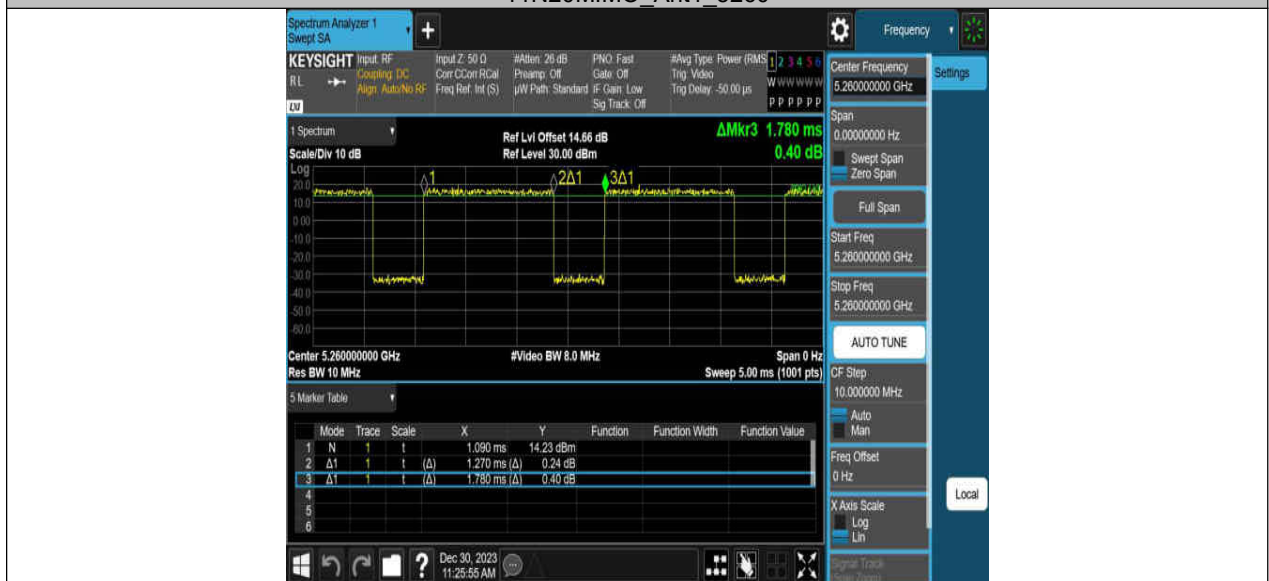 Spectrum Analyzer 1
Swept SA
+
Frequency
KEYSIGHT
RL
Input: RF
Coupling: DC
Align: Auto/No RF
Input Z: 50 Ω
Corr CCorr RCal
Freq Ref: Int (S)
#Atten: 26 dB
Preamp: Off
µW Path: Standard
PNO: Fast
Gate: Off
IF Gain: Low
Sig Track: Off
#Avg Type: Power (RMS
Trig: Video
Trig Delay: -50.00 µs
1 2 3 4 5 6
W W W W W W
P P P P P P
1 Spectrum
Scale/Div 10 dB
Ref Lvl Offset 14.66 dB
Ref Level 30.00 dBm
ΔMkr3 1.780 ms
0.40 dB
Log
1
2Δ1
3Δ1
20.0
10.0
0.00
-10.0
-20.0
-30.0
-40.0
-50.0
-60.0
Center 5.260000000 GHz
#Video BW 8.0 MHz
Span 0 Hz
Res BW 10 MHz
Sweep 5.00 ms (1001 pts)
5 Marker Table
Mode Trace Scale X Y Function Function Width Function Value
1 N 1 t 1.090 ms 14.23 dBm
2 Δ1 1 t (Δ) 1.270 ms (Δ) 0.24 dB
3 Δ1 1 t (Δ) 1.780 ms (Δ) 0.40 dB
4
5
6
Dec 30, 2023
11:25:55 AM
Center Frequency
5.260000000 GHz
Settings
Span
0.00000000 Hz
Swept Span
Zero Span
Full Span
Start Freq
5.260000000 GHz
Stop Freq
5.260000000 GHz
AUTO TUNE
CF Step
10.000000 MHz
Auto
Man
Freq Offset
0 Hz
X Axis Scale
Log
Lin
Local
Signal Track